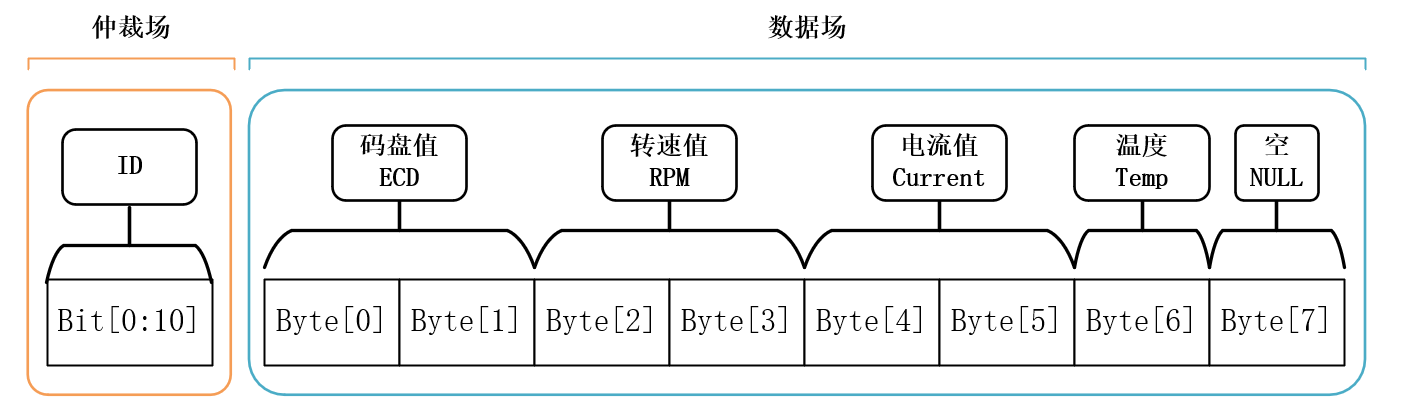 仲裁场
数据场
ID
码盘值
ECD
转速值
RPM
电流值
Current
温度
Temp
空
NULL
Bit[0:10]
Byte[0]
Byte[1]
Byte[2]
Byte[3]
Byte[4]
Byte[5]
Byte[6]
Byte[7]